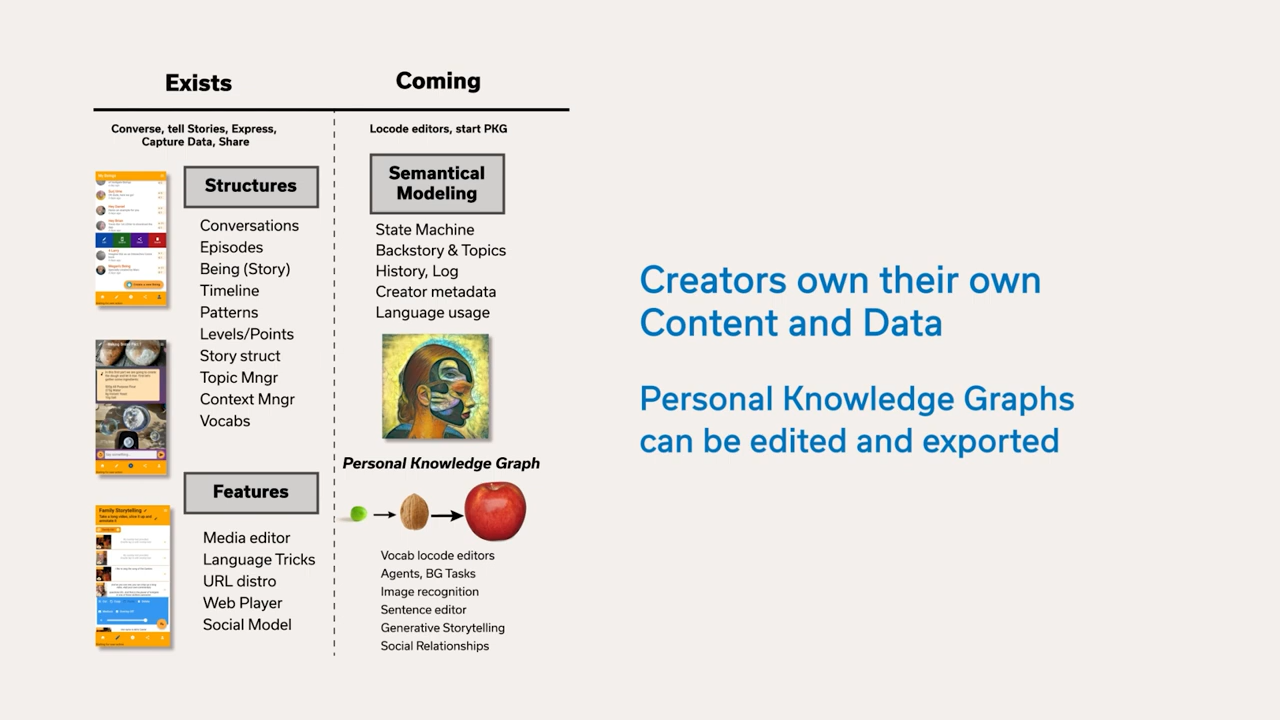 Exists
Coming
Converse, tell Stories, Express,
Capture Data, Share
Locode editors, start PKG
Structures
Conversations
Episodes
Being (Story)
Timeline
Patterns
Levels/Points
Story struct
Topic Mngr
Context Mngr
Vocabs
Features
Media editor
Language Tricks
URL distro
Web Player
Social Model
Semantical
Modeling
State Machine
Backstory & Topics
History, Log
Creator metadata
Language usage
Personal Knowledge Graph
Vocab locode editors
Agents, BG Tasks
Image recognition
Sentence editor
Generative Storytelling
Social Relationships
Creators own their own
Content and Data
Personal Knowledge Graphs
can be edited and exported
My Beings
Family Storytelling